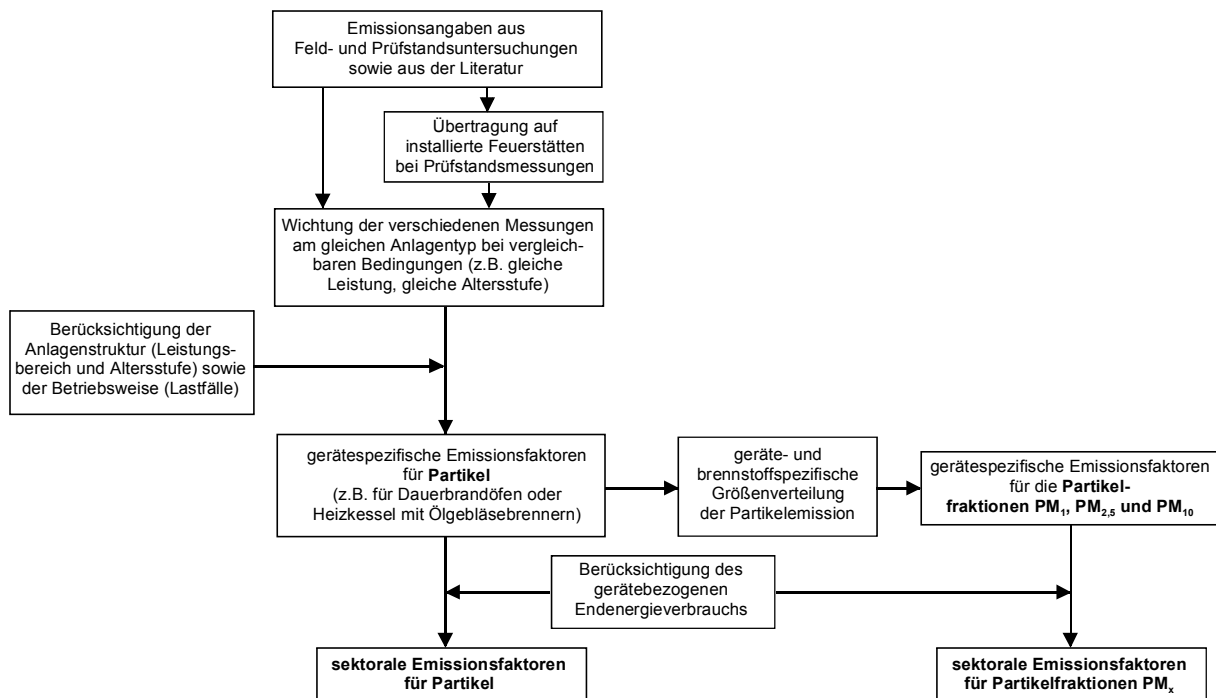 Emissionsangaben aus
Feld- und Prüfstandsuntersuchungen
sowie aus der Literatur
Übertragung auf
installierte Feuerstätten
bei Prüfstandsmessungen
Wichtung der verschiedenen Messungen
am gleichen Anlagentyp bei vergleich-
baren Bedingungen (z.B. gleiche
Leistung, gleiche Altersstufe)
Berücksichtigung der
Anlagenstruktur (Leistungs-
bereich und Altersstufe) sowie
der Betriebsweise (Lastfälle)
gerätespezifische Emissionsfaktoren
für Partikel
(z.B. für Dauerbrandöfen oder
Heizkessel mit Ölgebläsebrennern)
geräte- und
brennstoffspezifische
Größenverteilung
der Partikelemission
gerätespezifische Emissionsfaktoren
für die Partikel-
fraktionen PM₁, PM₂,₅ und PM₁₀
Berücksichtigung des
gerätebezogenen
Endenergieverbrauchs
sektorale Emissionsfaktoren
für Partikel
sektorale Emissionsfaktoren
für Partikelfraktionen PMₓ